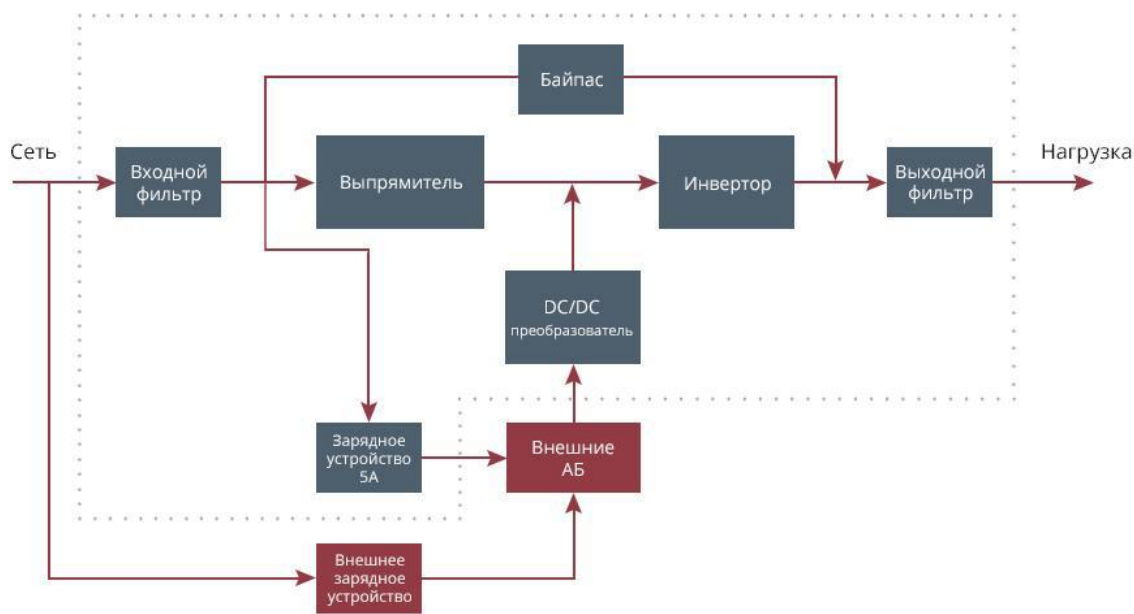 Байпас
Сеть
Входной
фильтр
Выпрямитель
Инвертор
Выходной
фильтр
Нагрузка
DC/DC
преобразователь
Зарядное
устройство
5А
Внешние
АБ
Внешнее
зарядное
устройство